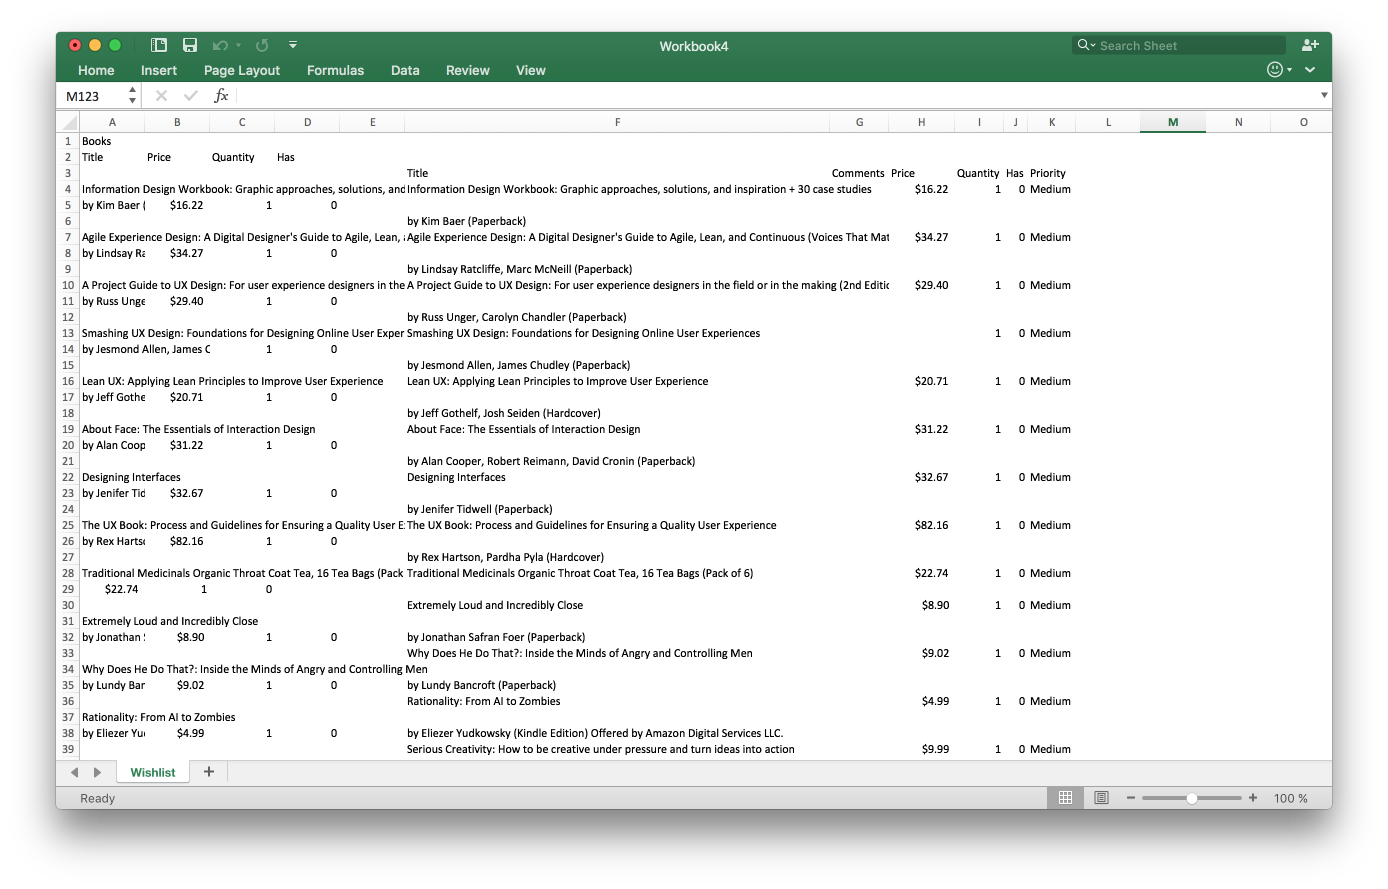 Workbook4
Search Sheet
Home Insert Page Layout Formulas Data Review View
M123 fx
A B C D E F G H I J K L M N O
1 Books
2 Title Price Quantity Has
3 Title Comments Price Quantity Has Priority
4 Information Design Workbook: Graphic approaches, solutions, and Information Design Workbook: Graphic approaches, solutions, and inspiration + 30 case studies $16.22 1 0 Medium
5 by Kim Baer ( $16.22 1 0
6 by Kim Baer (Paperback)
7 Agile Experience Design: A Digital Designer's Guide to Agile, Lean, Agile Experience Design: A Digital Designer's Guide to Agile, Lean, and Continuous (Voices That Mat $34.27 1 0 Medium
8 by Lindsay Ra $34.27 1 0
9 by Lindsay Ratcliffe, Marc McNeill (Paperback)
10 A Project Guide to UX Design: For user experience designers in the A Project Guide to UX Design: For user experience designers in the field or in the making (2nd Editic $29.40 1 0 Medium
11 by Russ Unge $29.40 1 0
12 by Russ Unger, Carolyn Chandler (Paperback)
13 Smashing UX Design: Foundations for Designing Online User Exper Smashing UX Design: Foundations for Designing Online User Experiences 1 0 Medium
14 by Jesmond Allen, James C 1 0
15 by Jesmond Allen, James Chudley (Paperback)
16 Lean UX: Applying Lean Principles to Improve User Experience Lean UX: Applying Lean Principles to Improve User Experience $20.71 1 0 Medium
17 by Jeff Gothe $20.71 1 0
18 by Jeff Gothelf, Josh Seiden (Hardcover)
19 About Face: The Essentials of Interaction Design About Face: The Essentials of Interaction Design $31.22 1 0 Medium
20 by Alan Coop $31.22 1 0
21 by Alan Cooper, Robert Reimann, David Cronin (Paperback)
22 Designing Interfaces Designing Interfaces $32.67 1 0 Medium
23 by Jenifer Tid $32.67 1 0
24 by Jenifer Tidwell (Paperback)
25 The UX Book: Process and Guidelines for Ensuring a Quality User E The UX Book: Process and Guidelines for Ensuring a Quality User Experience $82.16 1 0 Medium
26 by Rex Harts $82.16 1 0
27 by Rex Hartson, Pardha Pyla (Hardcover)
28 Traditional Medicinals Organic Throat Coat Tea, 16 Tea Bags (Pack Traditional Medicinals Organic Throat Coat Tea, 16 Tea Bags (Pack of 6) $22.74 1 0 Medium
29 $22.74 1 0
30 Extremely Loud and Incredibly Close $8.90 1 0 Medium
31 Extremely Loud and Incredibly Close
32 by Jonathan $8.90 1 0 by Jonathan Safran Foer (Paperback)
33 Why Does He Do That?: Inside the Minds of Angry and Controlling Men $9.02 1 0 Medium
34 Why Does He Do That?: Inside the Minds of Angry and Controlling Men
35 by Lundy Ban $9.02 1 0 by Lundy Bancroft (Paperback)
36 Rationality: From AI to Zombies $4.99 1 0 Medium
37 Rationality: From AI to Zombies
38 by Eliezer Yu $4.99 1 0 by Eliezer Yudkowsky (Kindle Edition) Offered by Amazon Digital Services LLC.
39 Serious Creativity: How to be creative under pressure and turn ideas into action $9.99 1 0 Medium
Wishlist
Ready 100 %